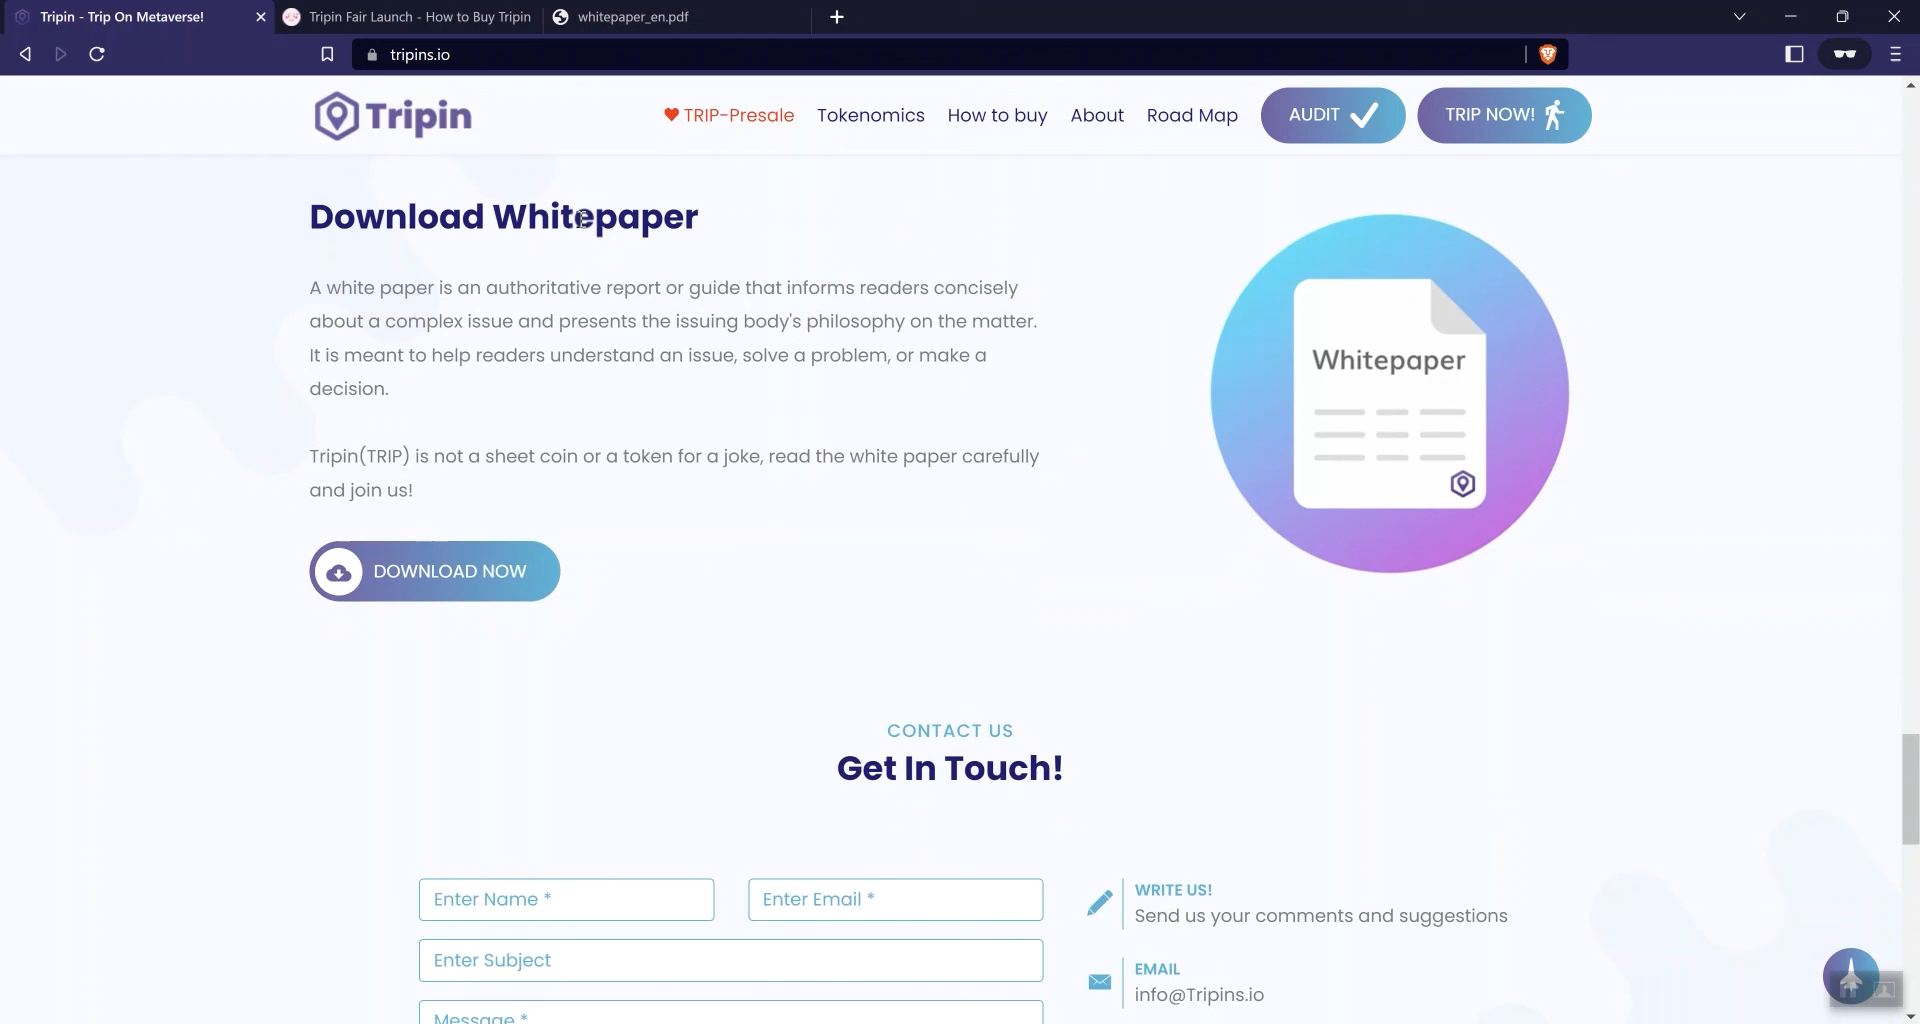 Tripin - Trip On Metaverse!
Tripin Fair Launch - How to Buy Tripin
whitepaper_en.pdf
tripins.io
Tripin
TRIP-Presale
Tokenomics
How to buy
About
Road Map
AUDIT
TRIP NOW!
Download Whitepaper
A white paper is an authoritative report or guide that informs readers concisely
about a complex issue and presents the issuing body's philosophy on the matter.
It is meant to help readers understand an issue, solve a problem, or make a
decision.
Tripin(TRIP) is not a sheet coin or a token for a joke, read the white paper carefully
and join us!
DOWNLOAD NOW
Whitepaper
CONTACT US
Get In Touch!
Enter Name *
Enter Email *
Enter Subject
Message *
WRITE US!
Send us your comments and suggestions
EMAIL
info@Tripins.io